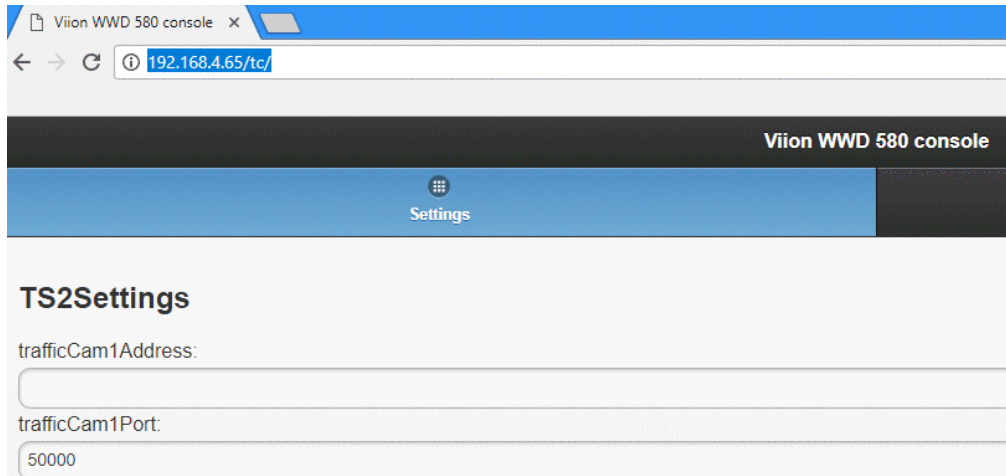 Viion WWD 580 console
192.168.4.65/tc/
Viion WWD 580 console
Settings
TS2Settings
trafficCam1Address:
trafficCam1Port:
50000